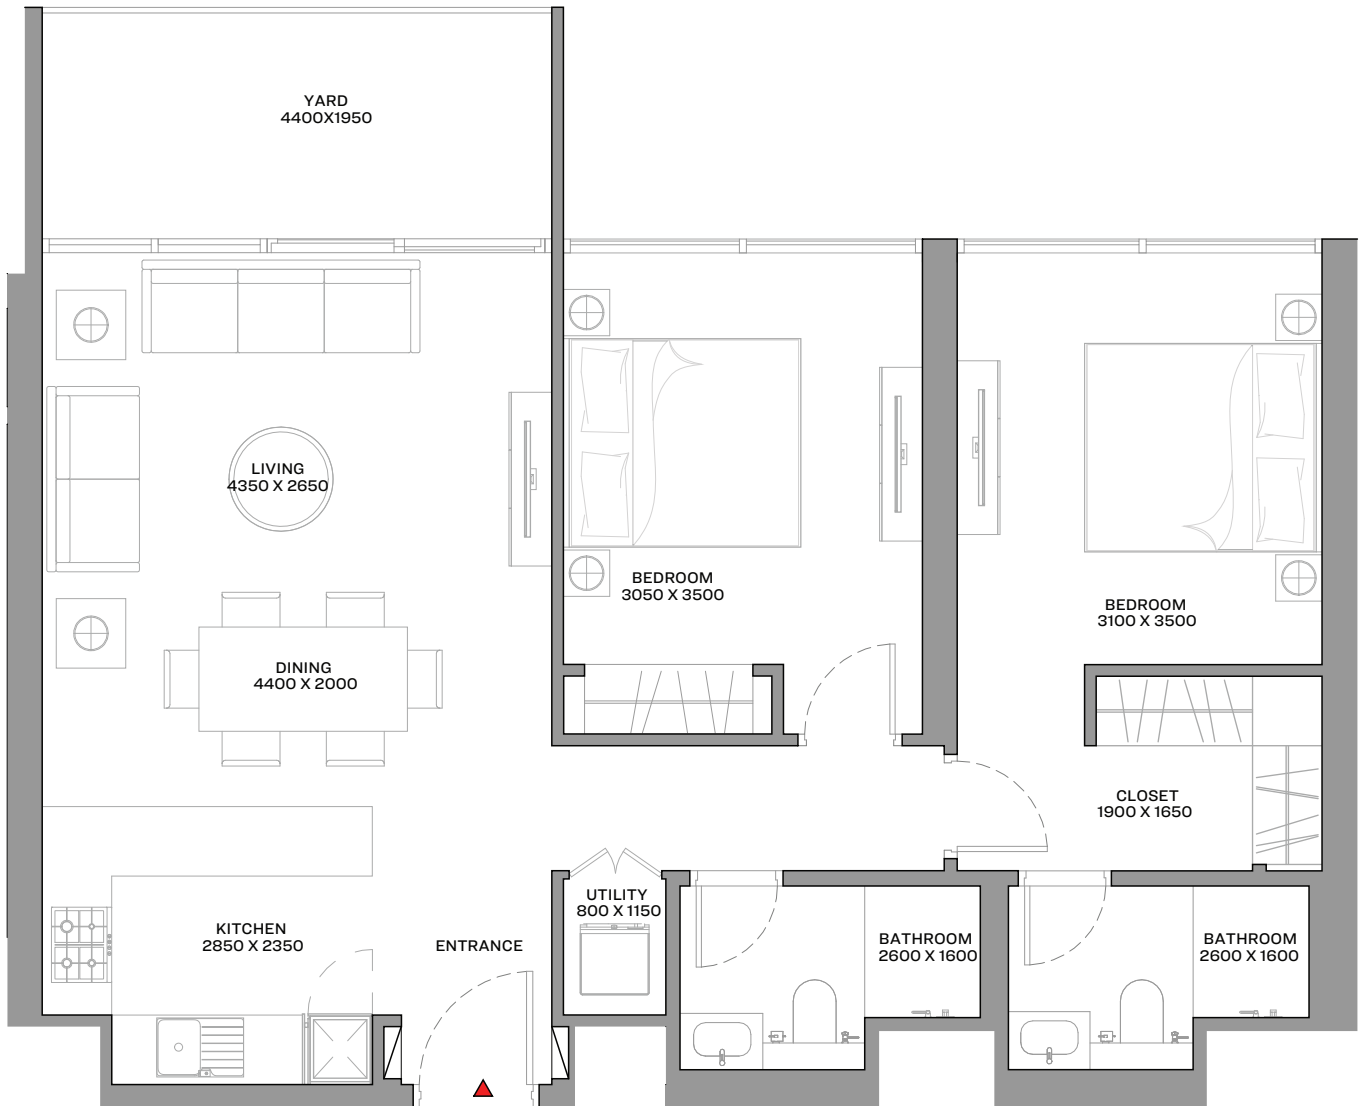 YARD
4400X1950
LIVING
4350 X 2650
BEDROOM
3050 X 3500
BEDROOM
3100 X 3500
DINING
4400 X 2000
CLOSET
1900 X 1650
UTILITY
800 X 1150
KITCHEN
2850 X 2350
ENTRANCE
BATHROOM
2600 X 1600
BATHROOM
2600 X 1600